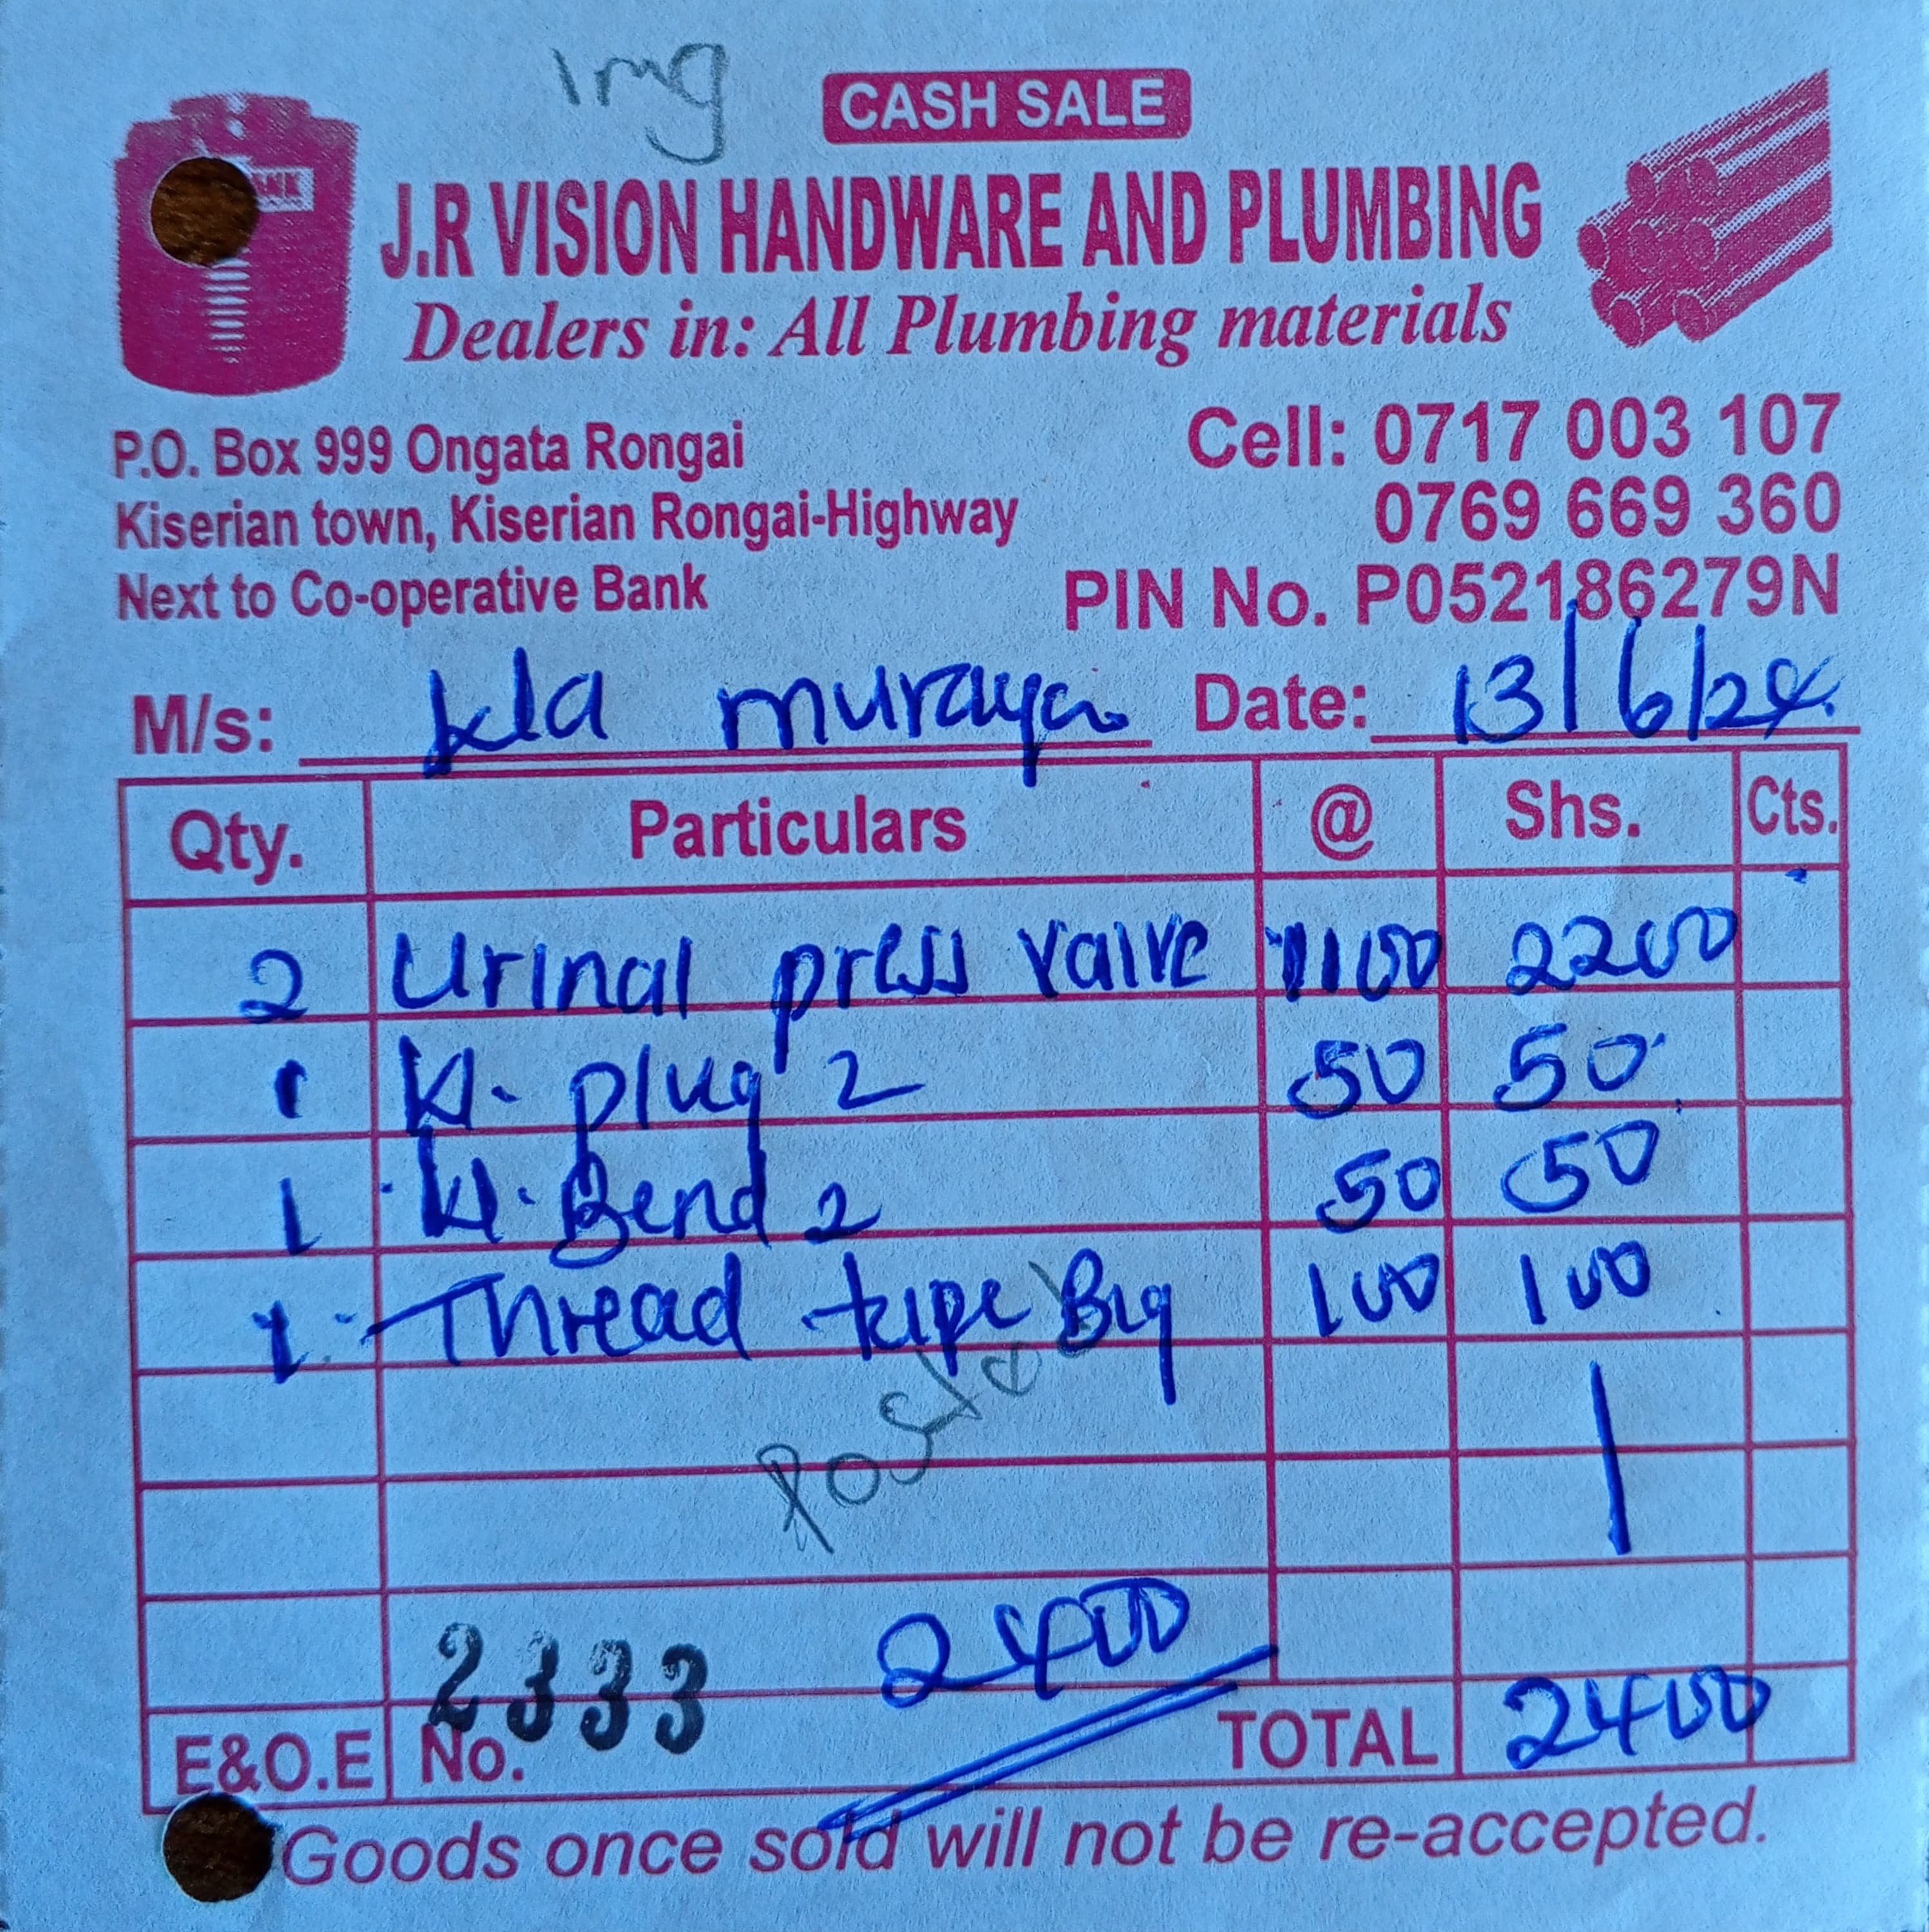 1mg
CASH SALE
J.R VISION HANDWARE AND PLUMBING
Dealers in: All Plumbing materials
P.O. Box 999 Ongata Rongai
Kiserian town, Kiserian Rongai-Highway
Next to Co-operative Bank
Cell: 0717 003 107
0769 669 360
PIN No. P052186279N
M/s: muraya Date: 13/6/24
Qty. Particulars @ Shs. Cts.
2 Urinal press valve 1100 2200
1 plug 2 50 50
1 Bend 2 50 50
1 Thread tape Big 100 100
Posted
2400
E&O.E No. 2333 TOTAL 2400
Goods once sold will not be re-accepted.